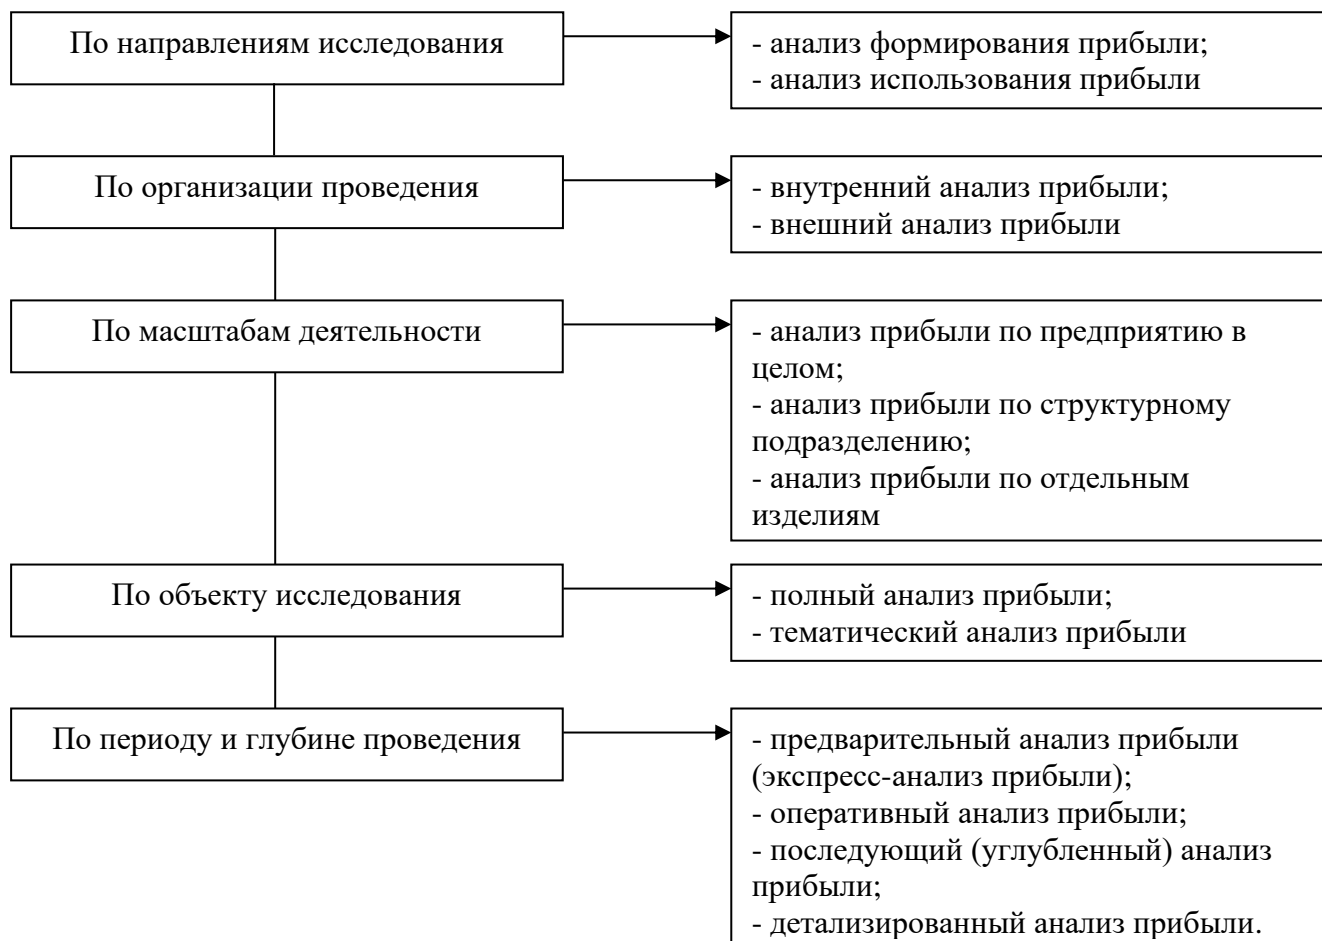 По направлениям исследования
- анализ формирования прибыли;
- анализ использования прибыли
По организации проведения
- внутренний анализ прибыли;
- внешний анализ прибыли
По масштабам деятельности
- анализ прибыли по предприятию в
целом;
- анализ прибыли по структурному
подразделению;
- анализ прибыли по отдельным
изделиям
По объекту исследования
- полный анализ прибыли;
- тематический анализ прибыли
По периоду и глубине проведения
- предварительный анализ прибыли
(экспресс-анализ прибыли);
- оперативный анализ прибыли;
- последующий (углубленный) анализ
прибыли;
- детализированный анализ прибыли.